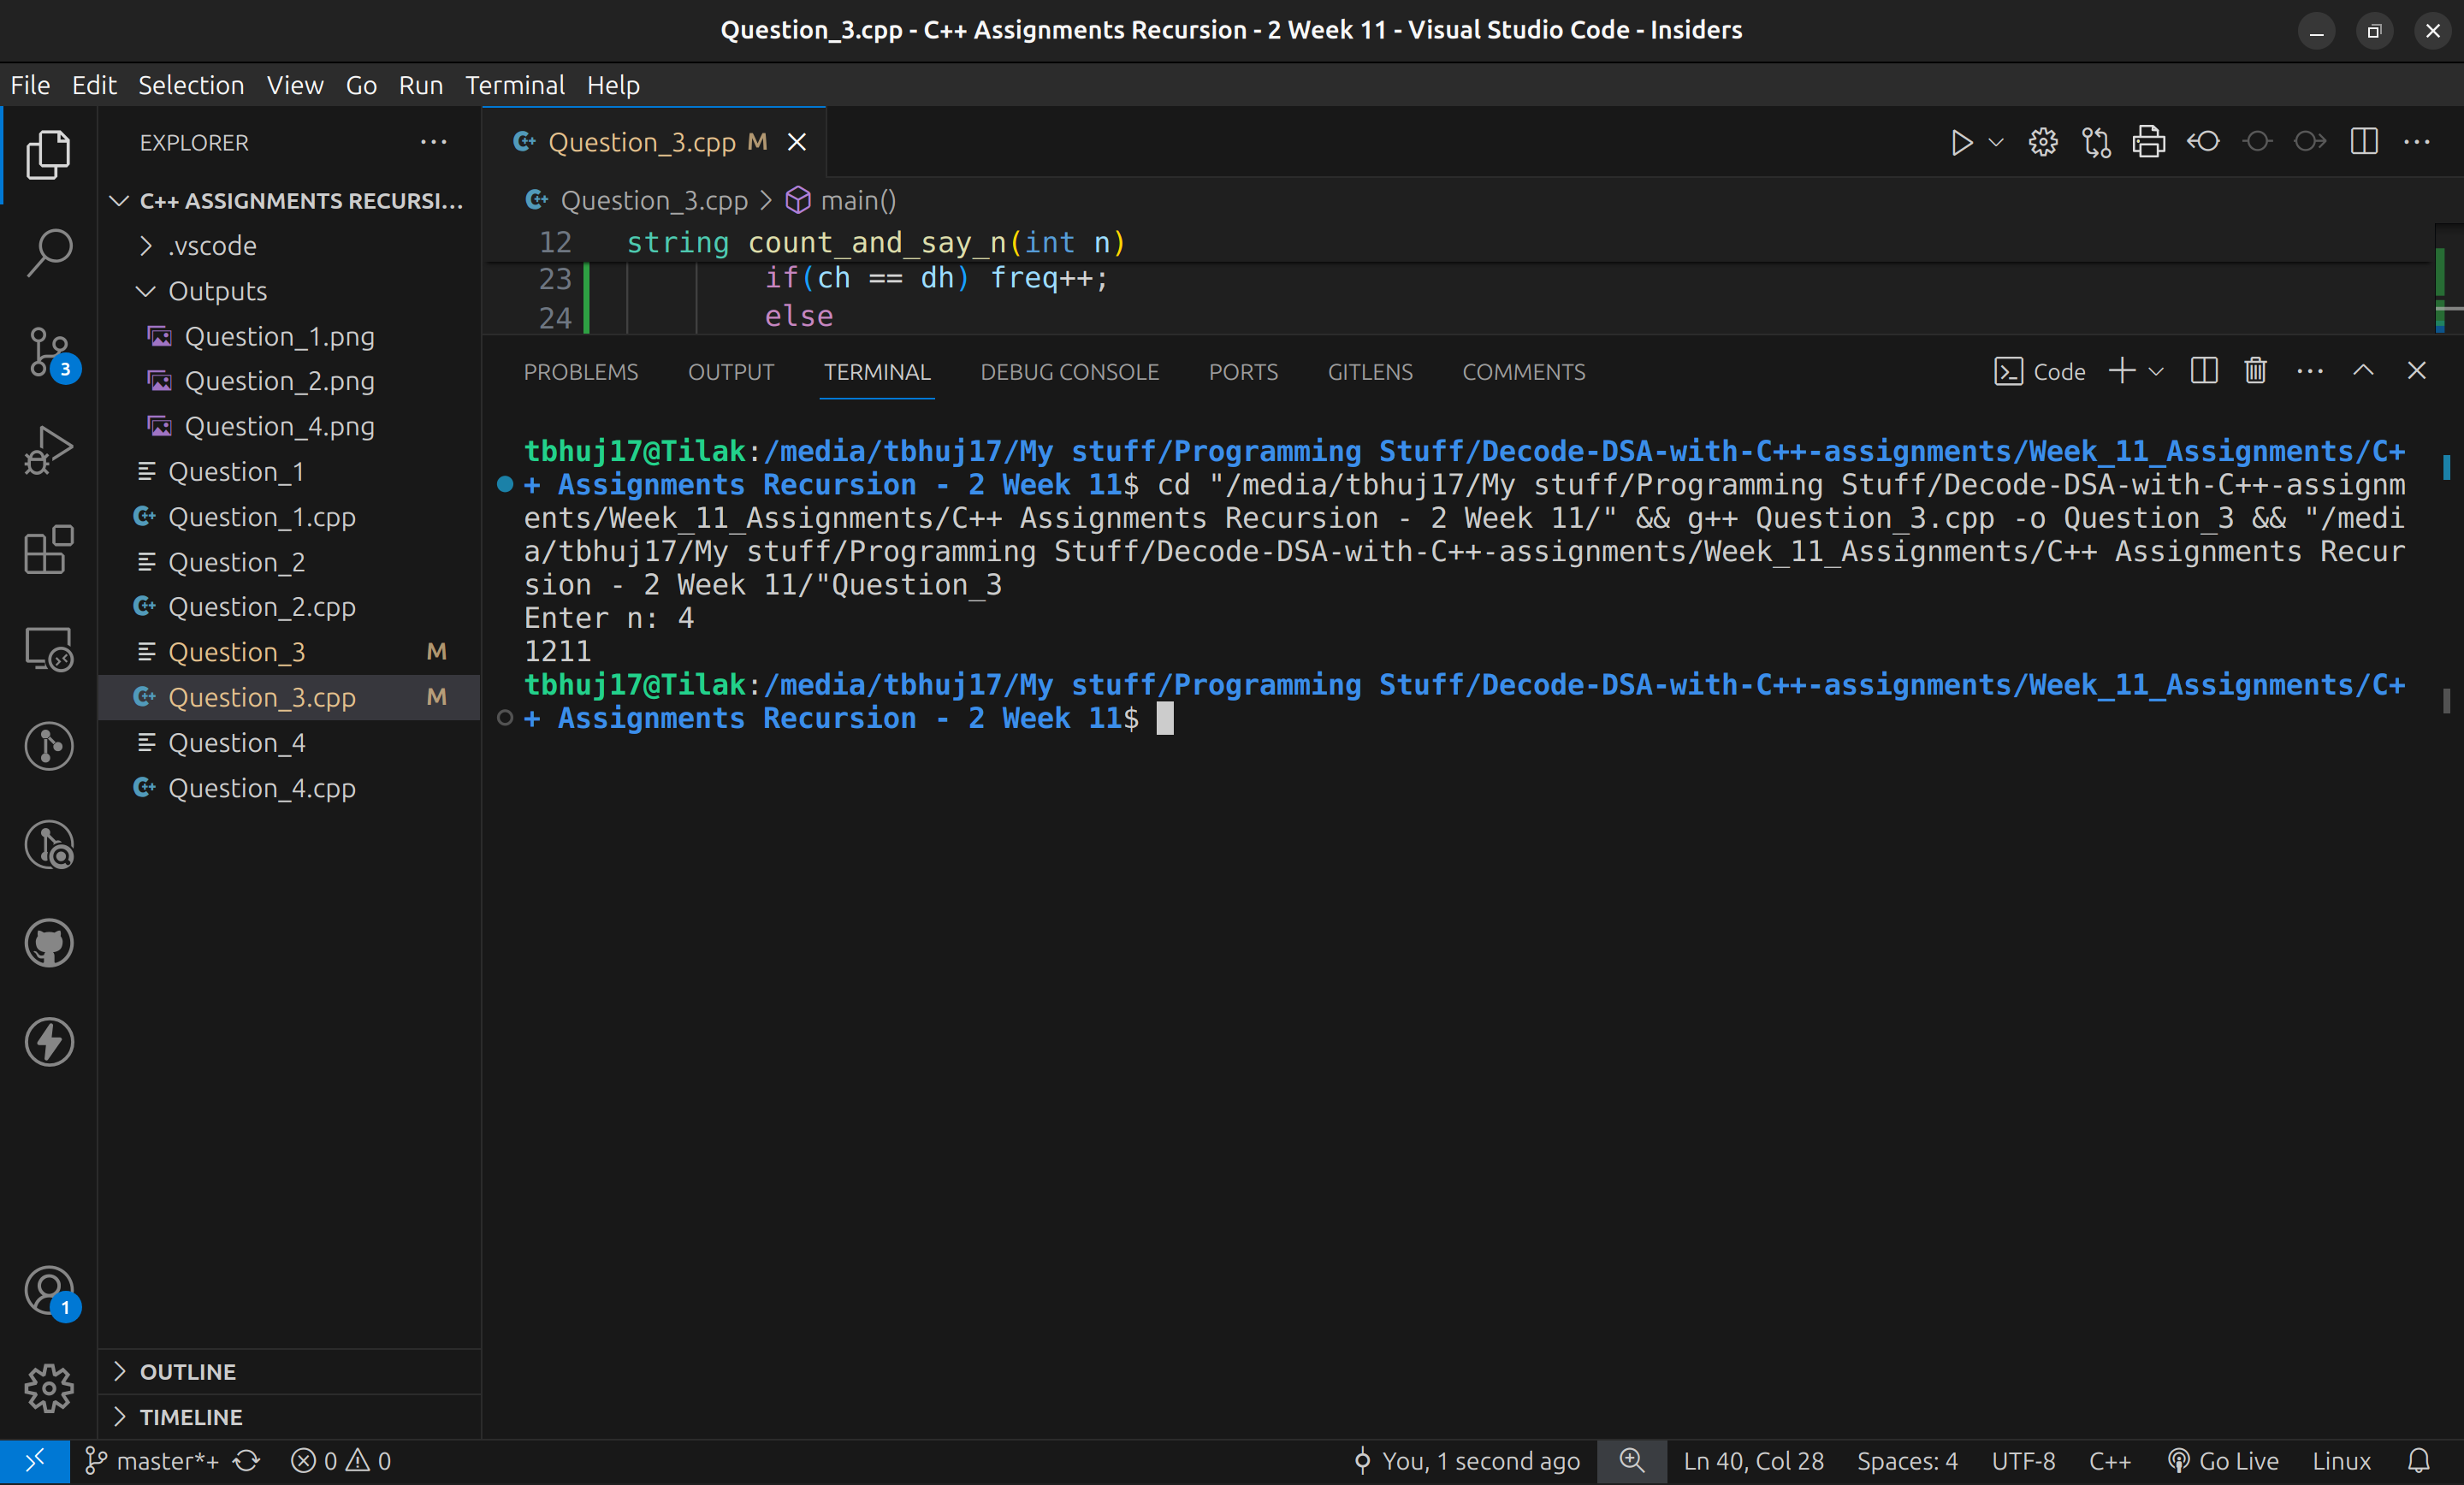 Question_3.cpp - C++ Assignments Recursion - 2 Week 11 - Visual Studio Code - Insiders
File Edit Selection View Go Run Terminal Help
EXPLORER
C++ ASSIGNMENTS RECURSI...
.vscode
Outputs
Question_1.png
Question_2.png
Question_4.png
Question_1
Question_1.cpp
Question_2
Question_2.cpp
Question_3 M
Question_3.cpp M
Question_4
Question_4.cpp
OUTLINE
TIMELINE
3
1
Question_3.cpp M
Question_3.cpp > main()
12 string count_and_say_n(int n)
23 if(ch == dh) freq++;
24 else
PROBLEMS OUTPUT TERMINAL DEBUG CONSOLE PORTS GITLENS COMMENTS Code
tbhuj17@Tilak:/media/tbhuj17/My stuff/Programming Stuff/Decode-DSA-with-C++-assignments/Week_11_Assignments/C+
+ Assignments Recursion - 2 Week 11$ cd "/media/tbhuj17/My stuff/Programming Stuff/Decode-DSA-with-C++-assignm
ents/Week_11_Assignments/C++ Assignments Recursion - 2 Week 11/" && g++ Question_3.cpp -o Question_3 && "/medi
a/tbhuj17/My stuff/Programming Stuff/Decode-DSA-with-C++-assignments/Week_11_Assignments/C++ Assignments Recur
sion - 2 Week 11/"Question_3
Enter n: 4
1211
tbhuj17@Tilak:/media/tbhuj17/My stuff/Programming Stuff/Decode-DSA-with-C++-assignments/Week_11_Assignments/C+
+ Assignments Recursion - 2 Week 11$
master*+ 0 0 You, 1 second ago Ln 40, Col 28 Spaces: 4 UTF-8 C++ Go Live Linux